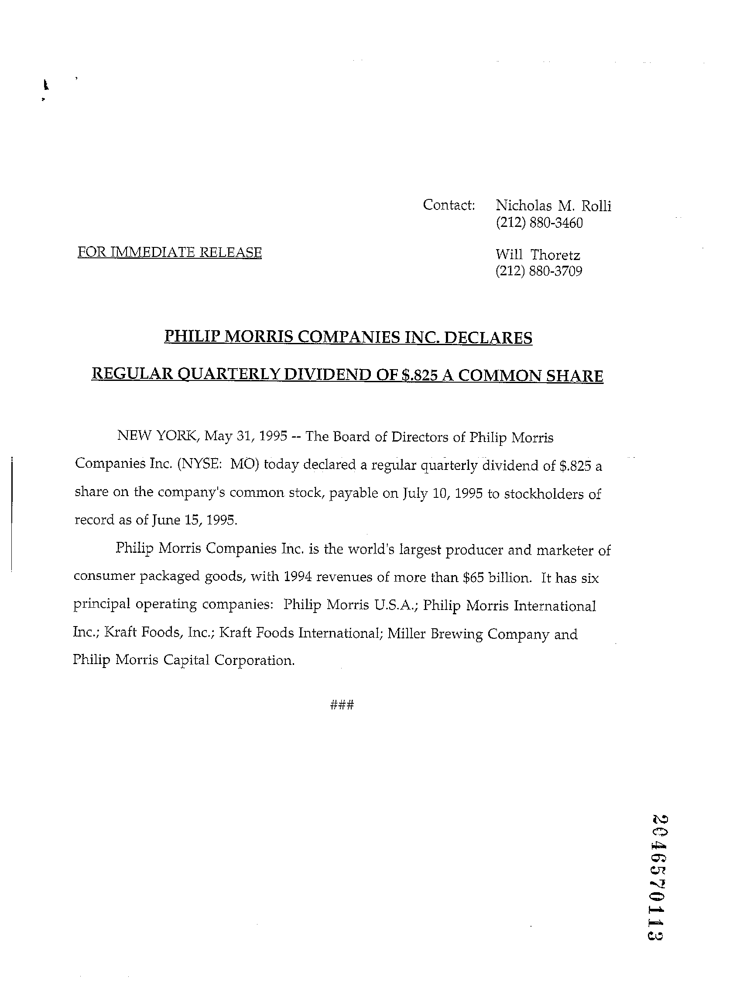 Contact: Nicholas M. Rolli
(212) 880-3460
FOR IMMEDIATE RELEASE
Will Thoretz
(212) 880-3709
PHILIP MORRIS COMPANIES INC. DECLARES
REGULAR QUARTERLY DIVIDEND OF $.825 A COMMON SHARE
NEW YORK, May 31, 1995 -- The Board of Directors of Philip Morris
Companies Inc. (NYSE: MO) today declared a regular quarterly dividend of $.825 a
share on the company's common stock, payable on July 10, 1995 to stockholders of
record as of June 15, 1995.
Philip Morris Companies Inc. is the world's largest producer and marketer of
consumer packaged goods, with 1994 revenues of more than $65 billion. It has six
principal operating companies: Philip Morris U.S.A.; Philip Morris International
Inc.; Kraft Foods, Inc.; Kraft Foods International; Miller Brewing Company and
Philip Morris Capital Corporation.
###
2046570113